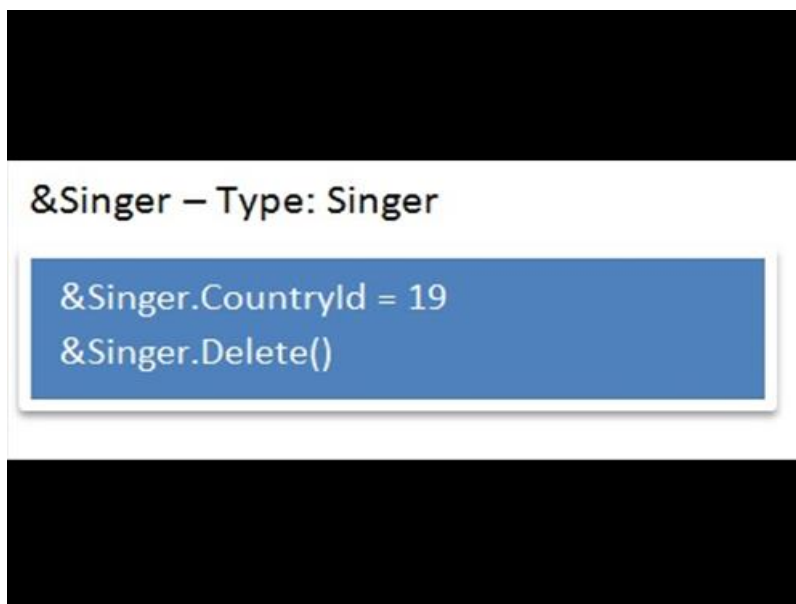 &Singer – Type: Singer
&Singer.CountryId = 19
&Singer.Delete()